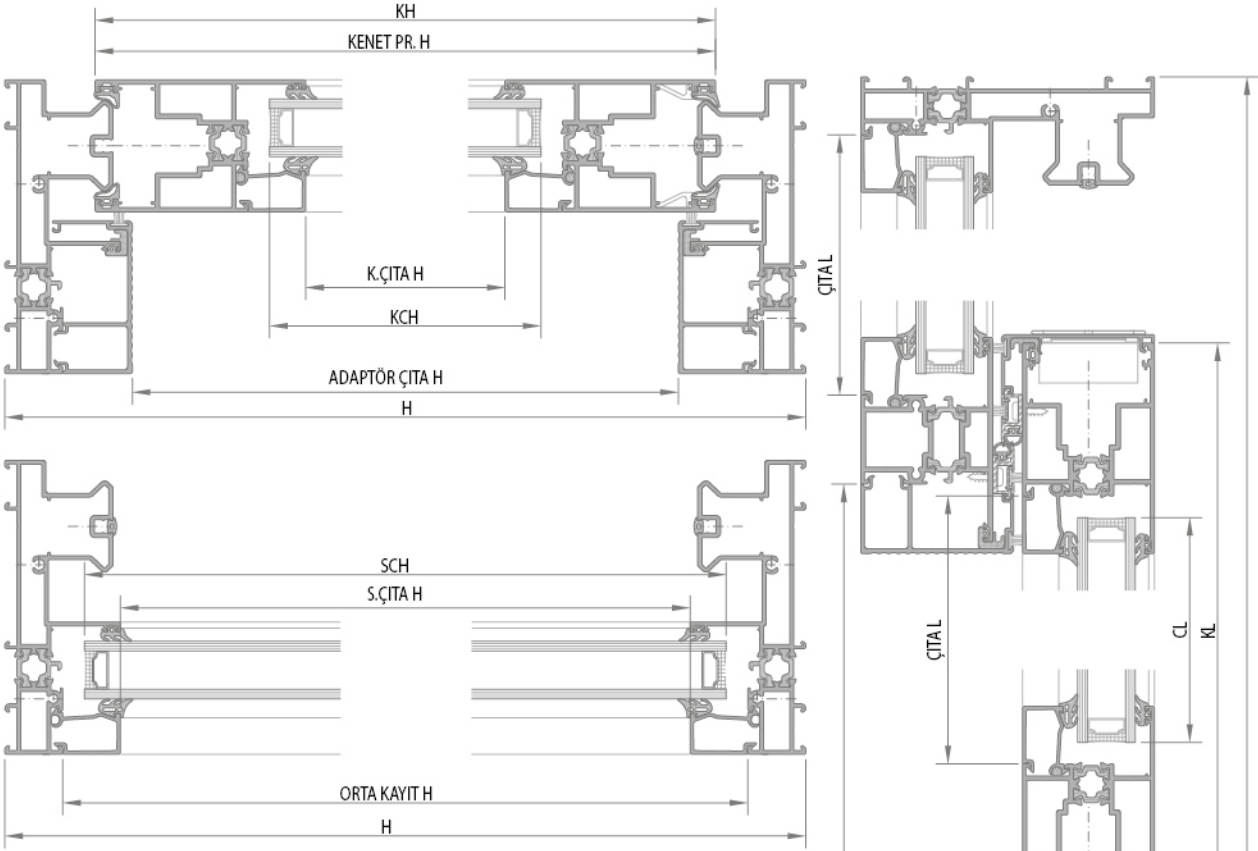 KH
KENET PR. H
K.ÇITA H
KCH
ADAPTÖR ÇITA H
H
SCH
S.ÇITA H
ORTA KAYIT H
H
ÇITA L
ÇITA L
CL
KL